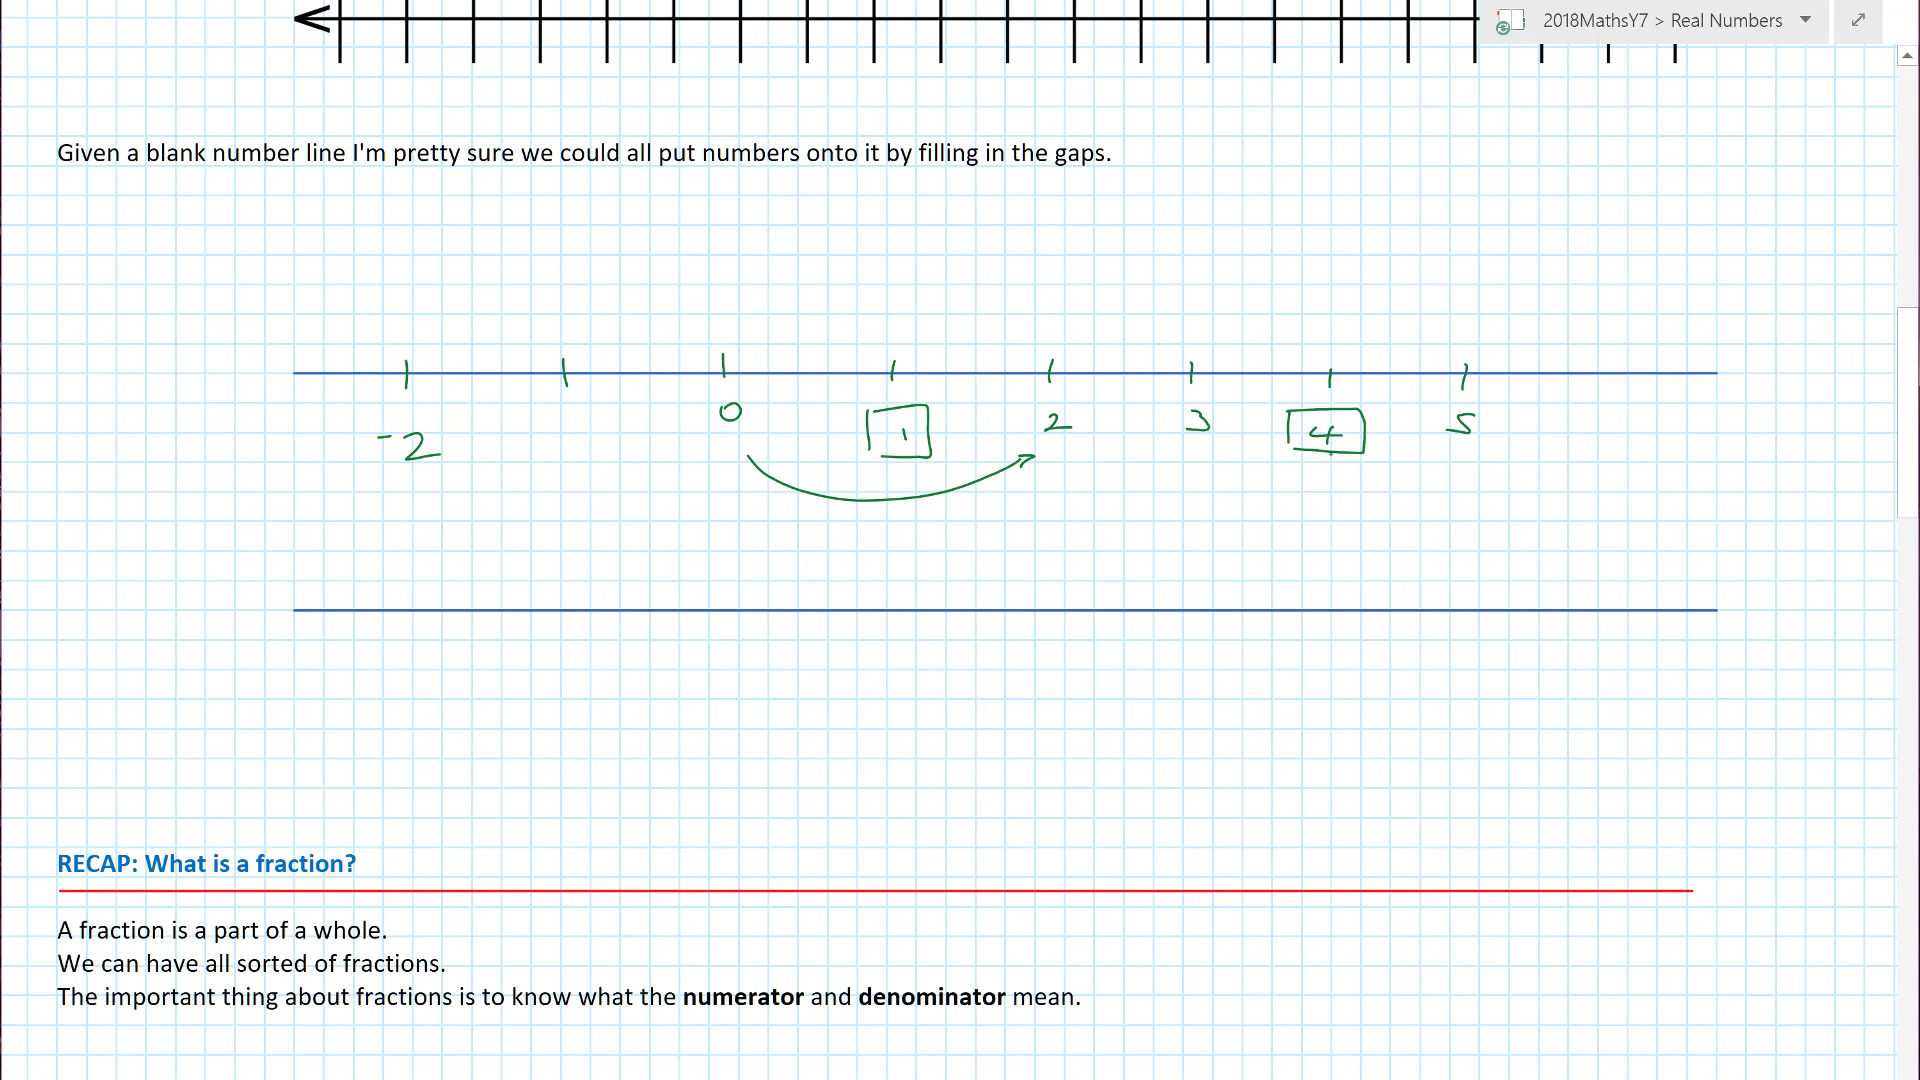 2018MathsY7 > Real Numbers
Given a blank number line I'm pretty sure we could all put numbers onto it by filling in the gaps.
-2 0 1 2 3 4 5
RECAP: What is a fraction?
A fraction is a part of a whole.
We can have all sorted of fractions.
The important thing about fractions is to know what the numerator and denominator mean.